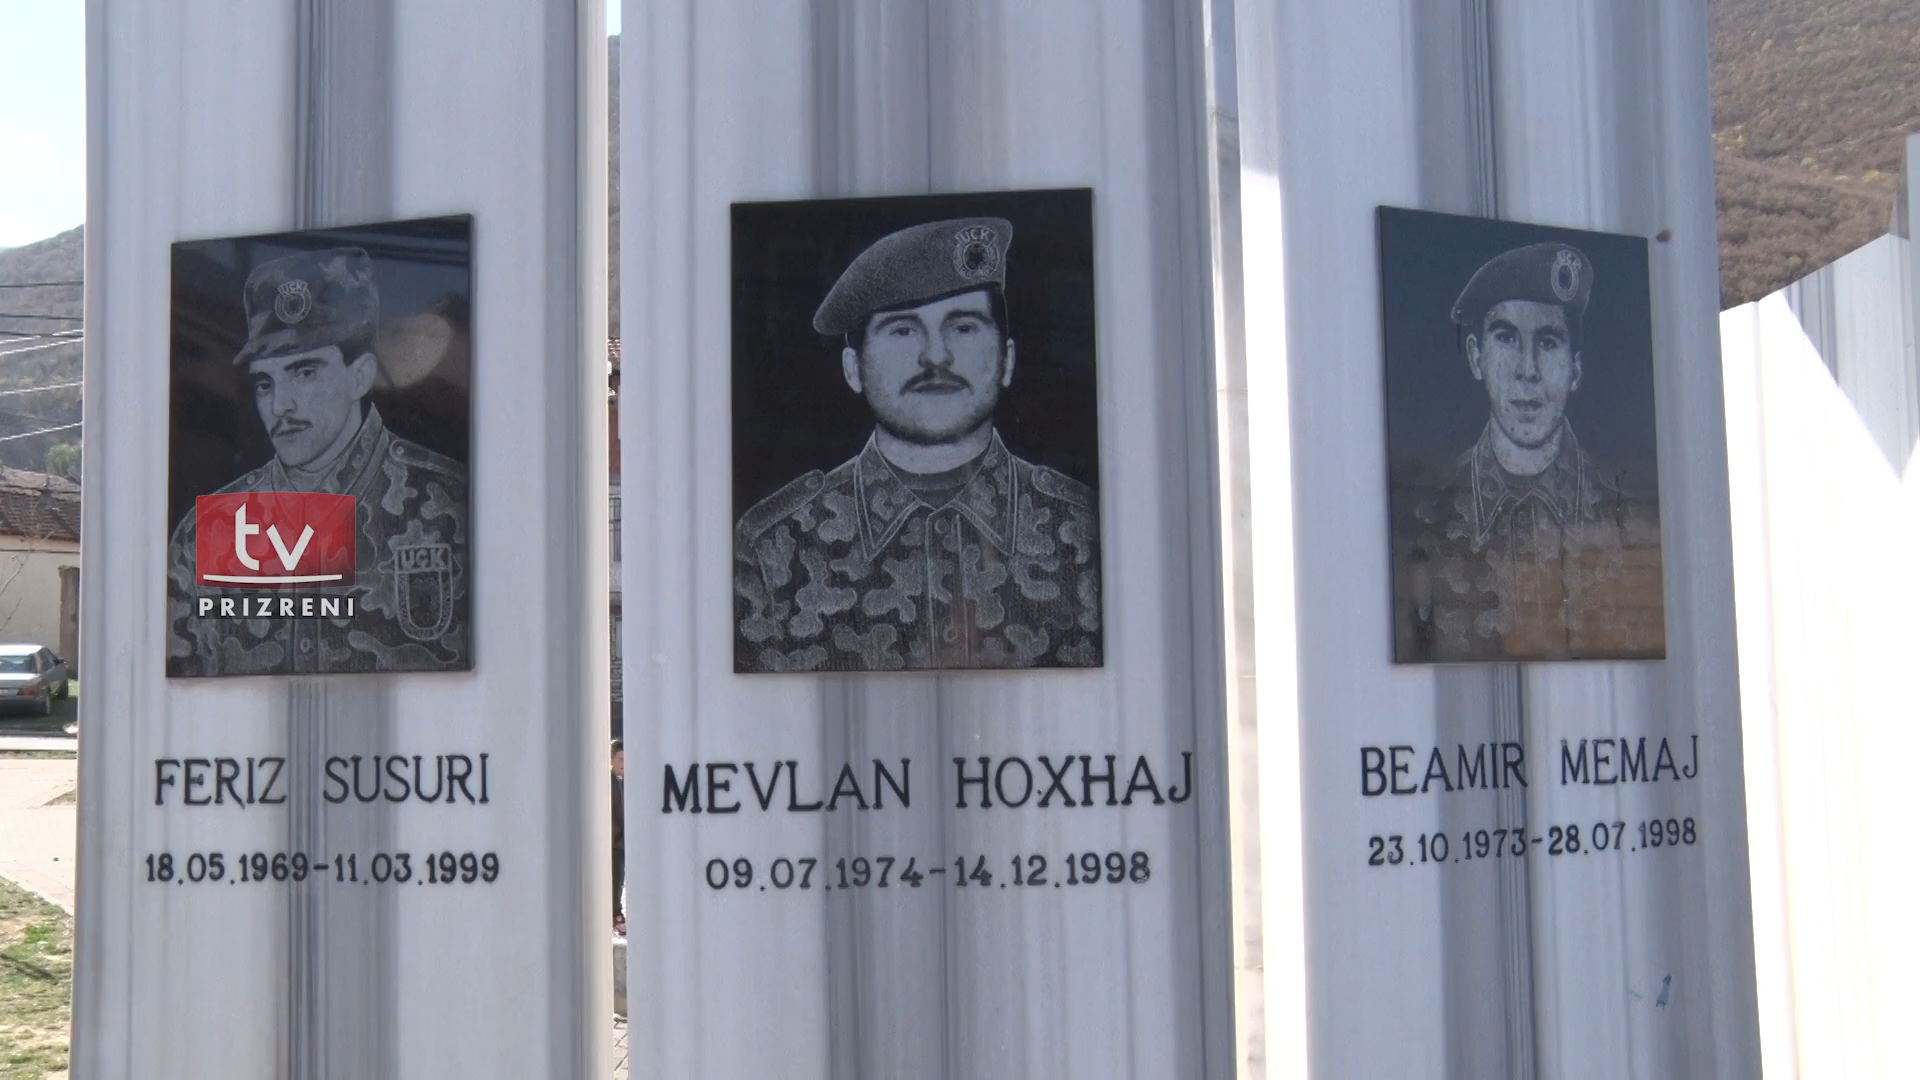 UÇK
UÇK
tv
PRIZRENI
FERIZ SUSURI
18.05.1969-11.03.1999
UÇK
MEVLAN HOXHAJ
09.07.1974-14.12.1998
BEAMIR MEMAJ
23.10.1973-28.07.1998